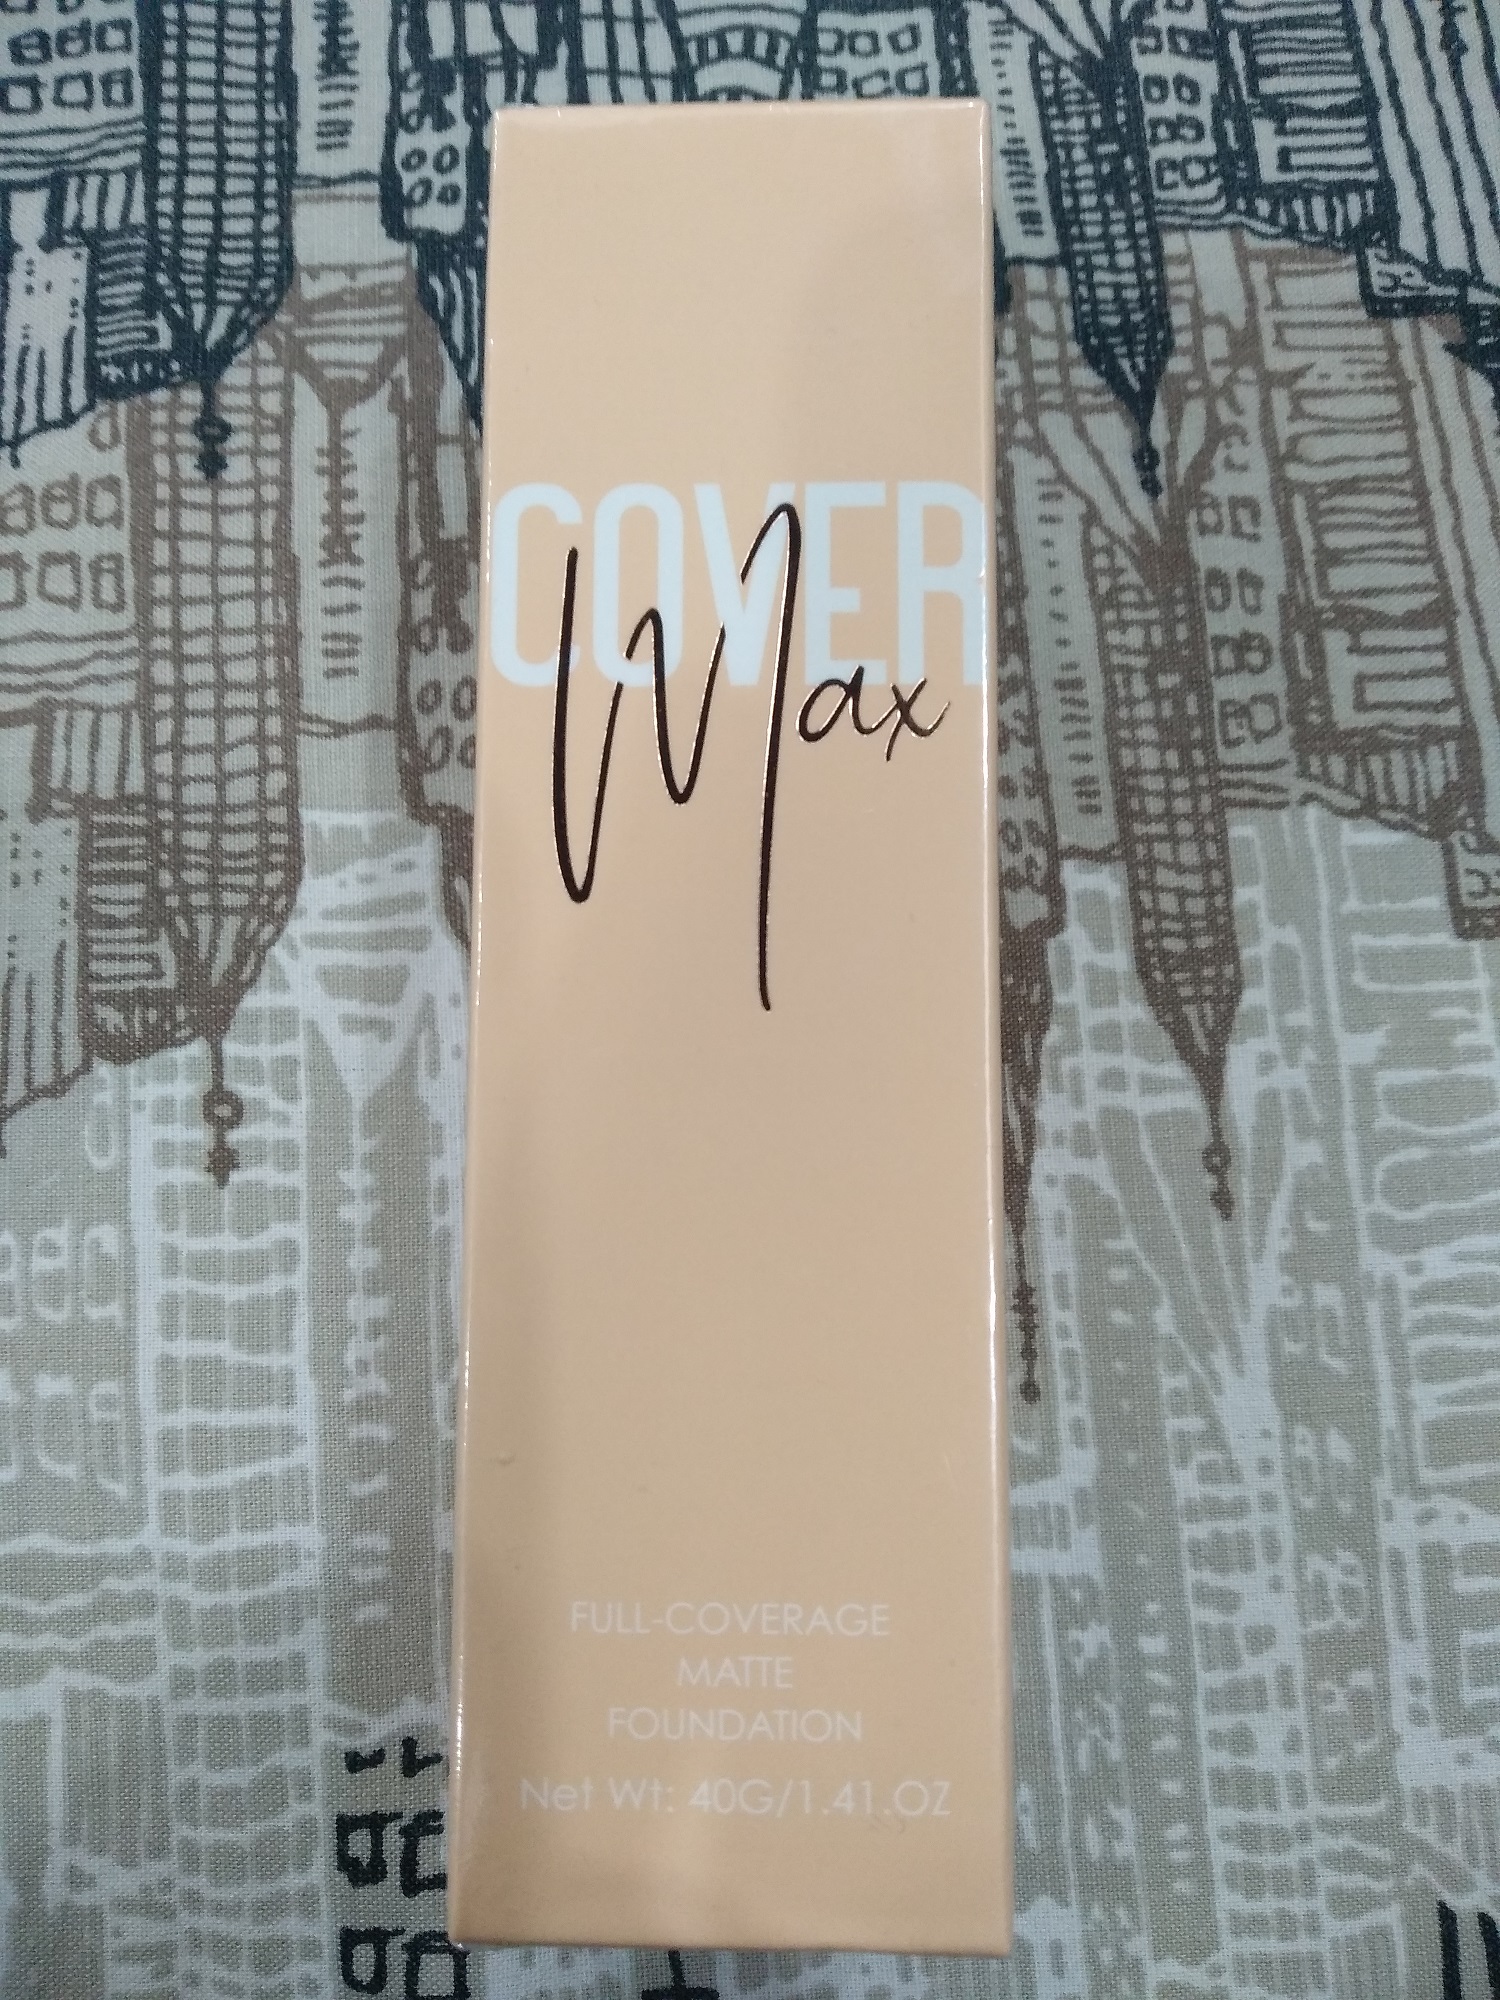 COVER
Max
FULL-COVERAGE
MATTE
FOUNDATION
Net Wt: 40G/1.41.OZ